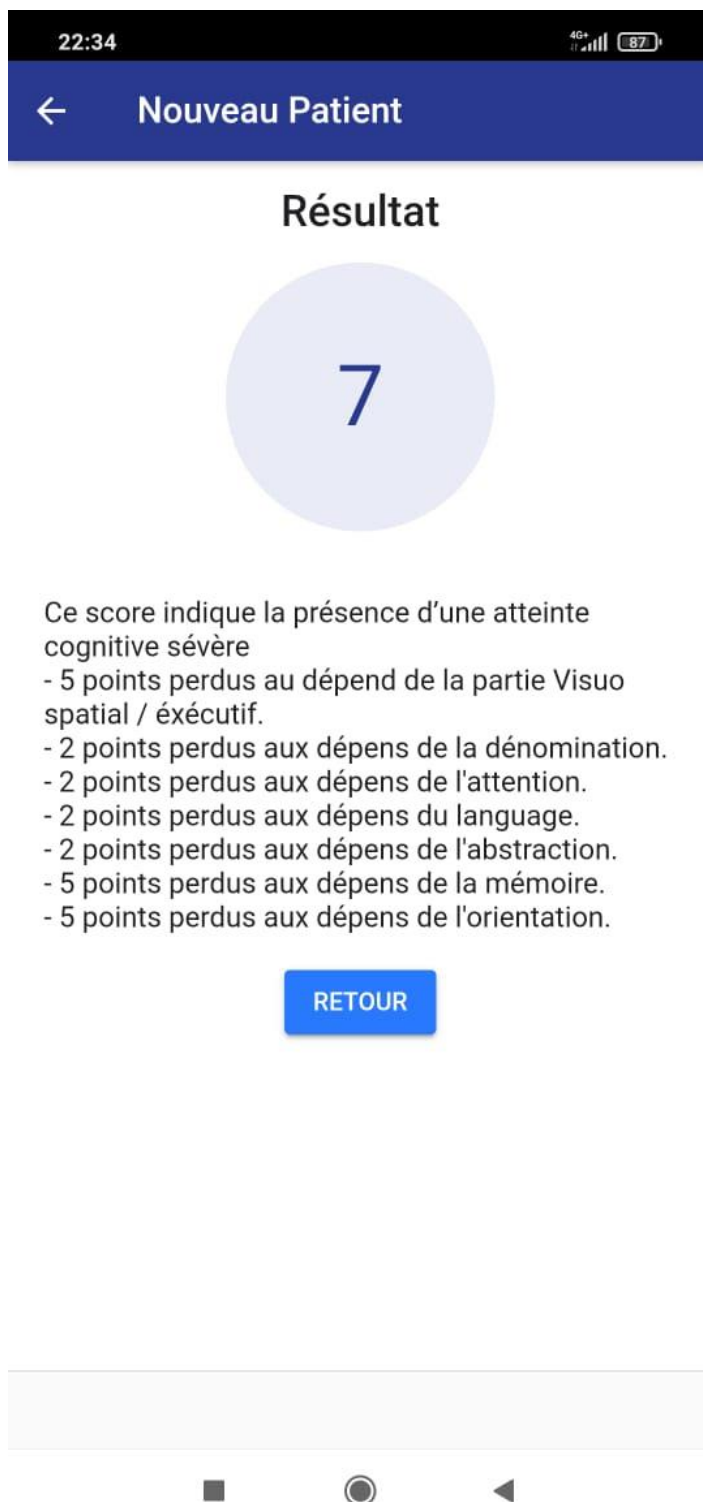 22:34
4G+
87
Nouveau Patient
Résultat
7
Ce score indique la présence d’une atteinte
cognitive sévère
- 5 points perdus au dépend de la partie Visuo
spatial / éxécutif.
- 2 points perdus aux dépens de la dénomination.
- 2 points perdus aux dépens de l'attention.
- 2 points perdus aux dépens du language.
- 2 points perdus aux dépens de l'abstraction.
- 5 points perdus aux dépens de la mémoire.
- 5 points perdus aux dépens de l'orientation.
RETOUR